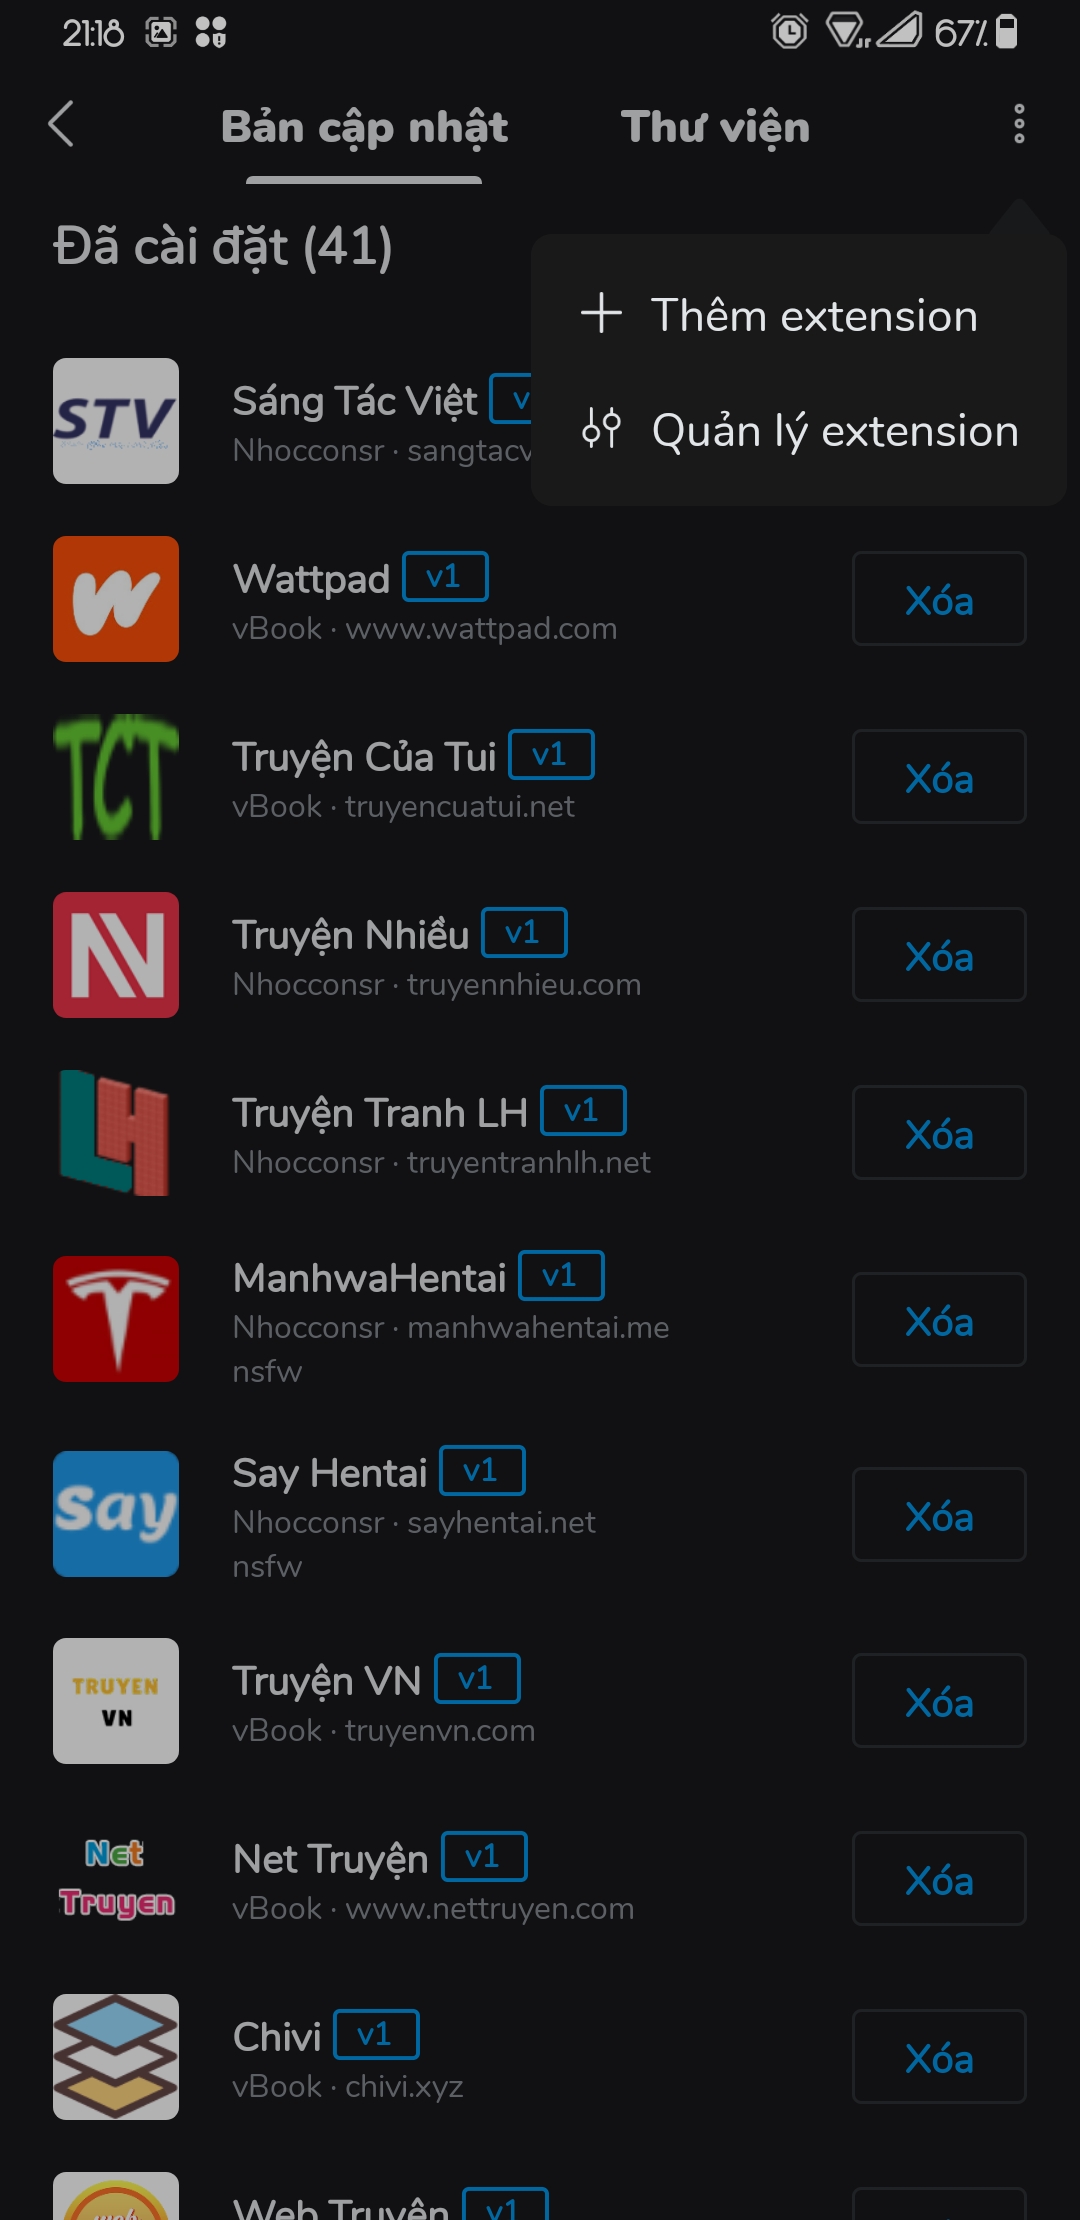 21:18
67%
Bản cập nhật
Thư viện
Đã cài đặt (41)
Thêm extension
Quản lý extension
STV
Sáng Tác Việt
Nhocconsr · sangtacv
Wattpad v1
vBook · www.wattpad.com
Xóa
TCT
Truyện Của Tui v1
vBook · truyencuatui.net
Xóa
Truyện Nhiều v1
Nhocconsr · truyennhieu.com
Xóa
LH
Truyện Tranh LH v1
Nhocconsr · truyentranhlh.net
Xóa
ManhwaHentai v1
Nhocconsr · manhwahentai.me
nsfw
Xóa
Say
Say Hentai v1
Nhocconsr · sayhentai.net
nsfw
Xóa
TRUYEN
VN
Truyện VN v1
vBook · truyenvn.com
Xóa
Net
Truyen
Net Truyện v1
vBook · www.nettruyen.com
Xóa
Chivi v1
vBook · chivi.xyz
Xóa
web
Web Truyện v1